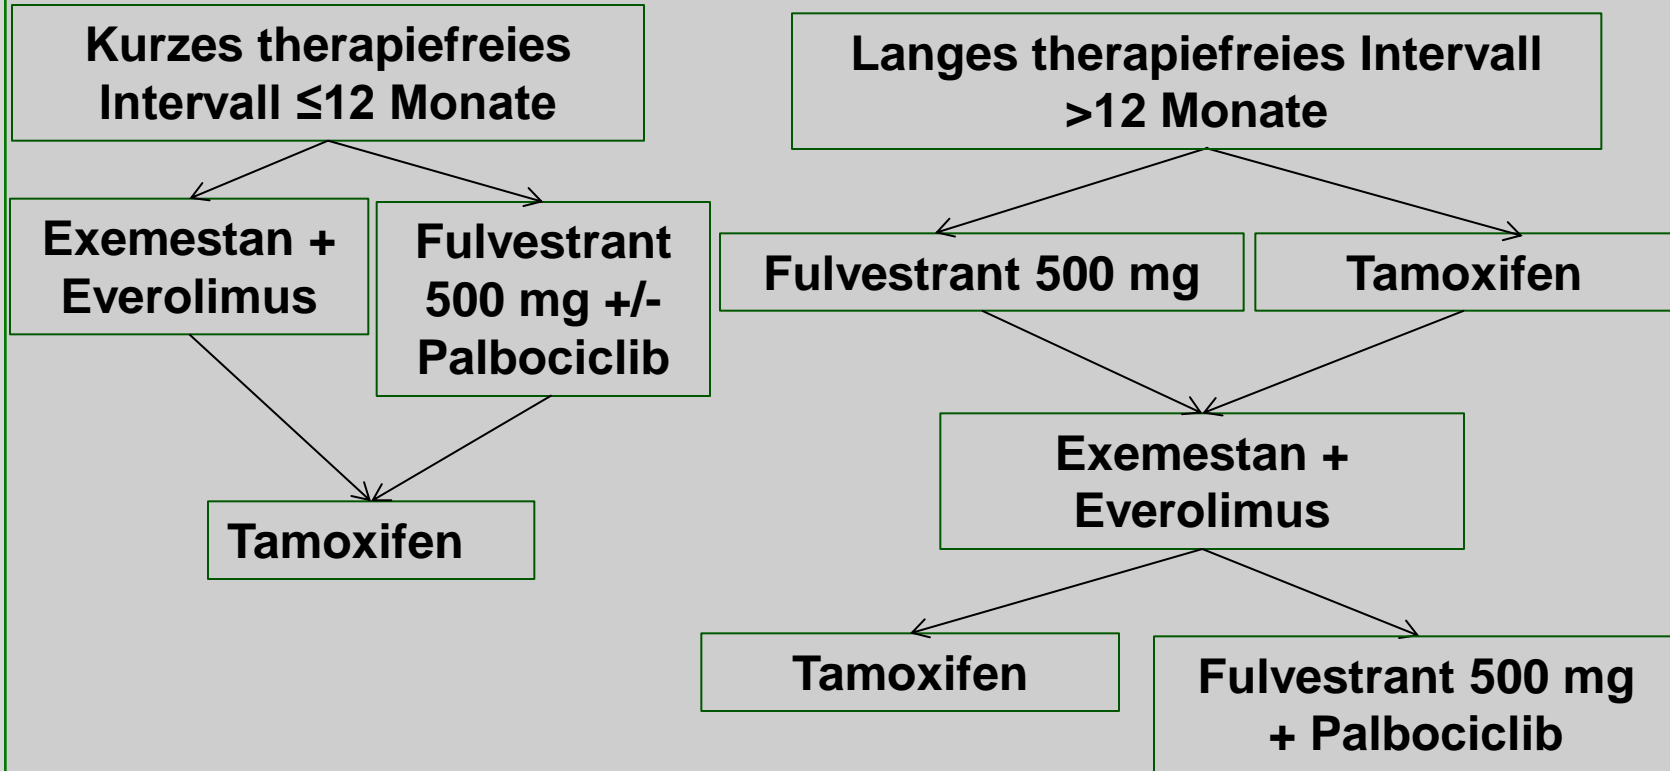 Kurzes therapiefreies
Intervall ≤12 Monate
Langes therapiefreies Intervall
>12 Monate
Exemestan +
Everolimus
Fulvestrant
500 mg +/-
Palbociclib
Fulvestrant 500 mg
Tamoxifen
Exemestan +
Everolimus
Tamoxifen
Tamoxifen
Fulvestrant 500 mg
+ Palbociclib